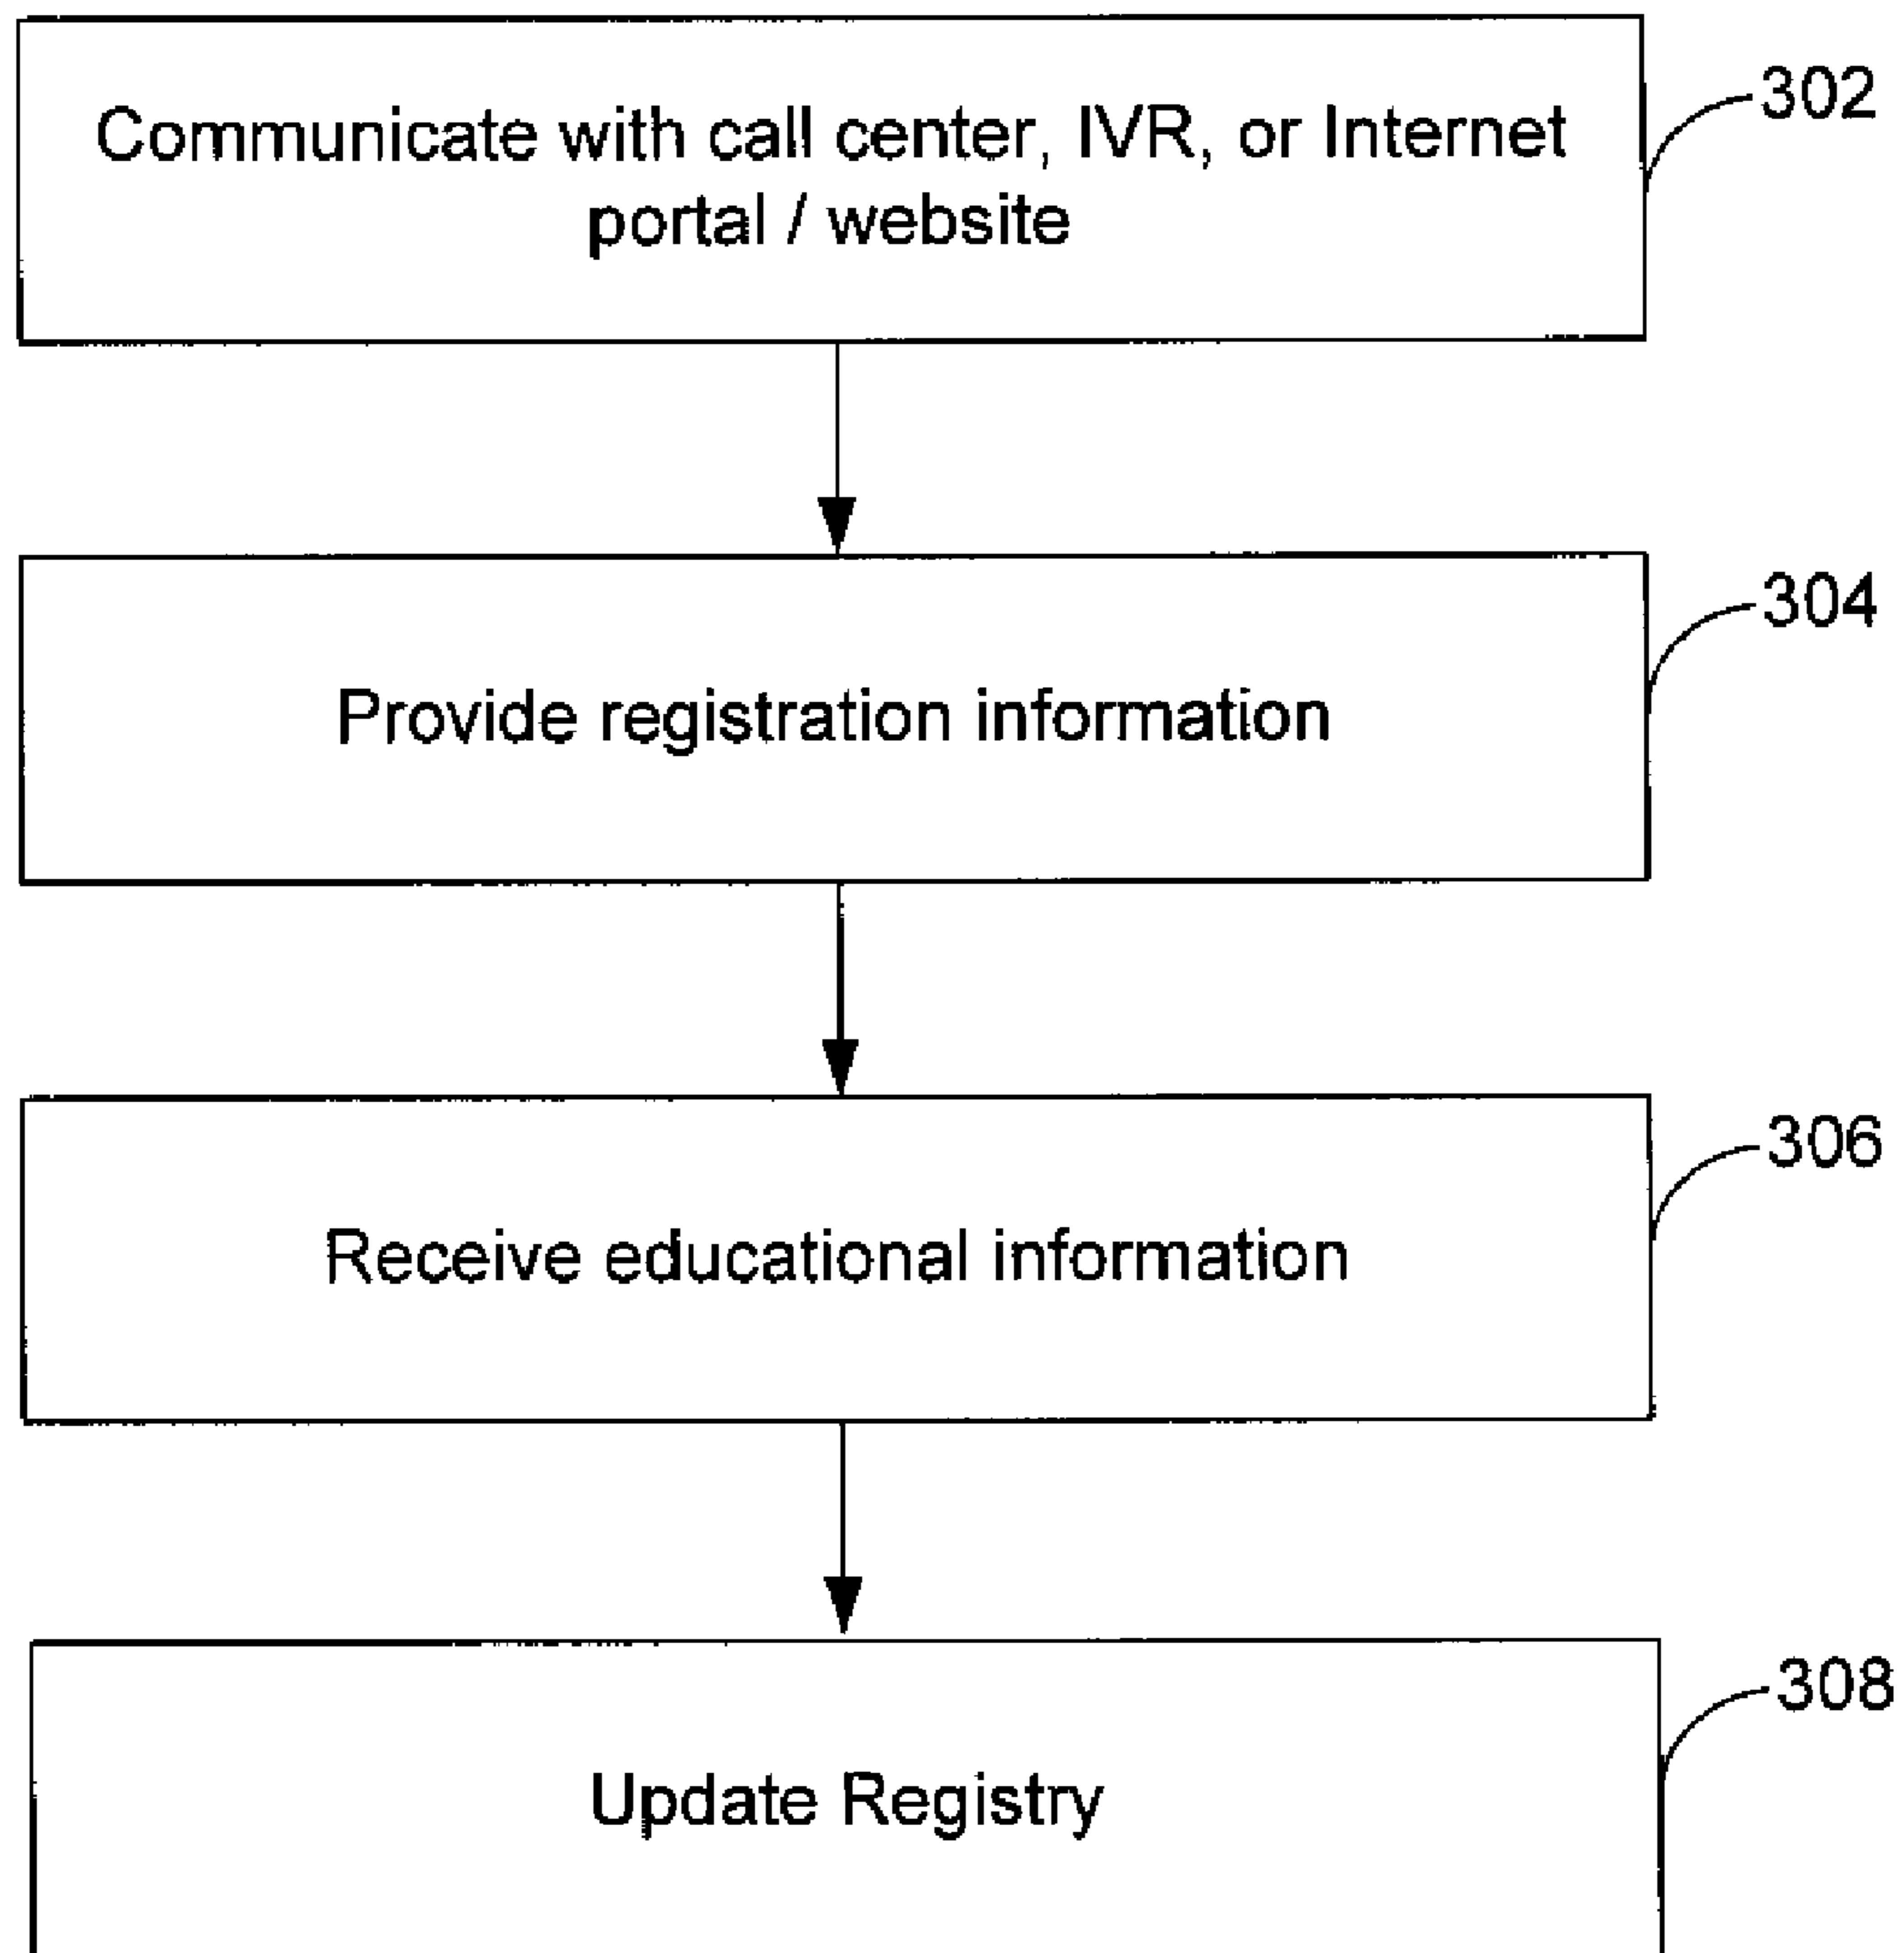 Communicate with call center, IVR, or Internet
portal / website
302
Provide registration information
304
Receive educational information
306
Update Registry
308